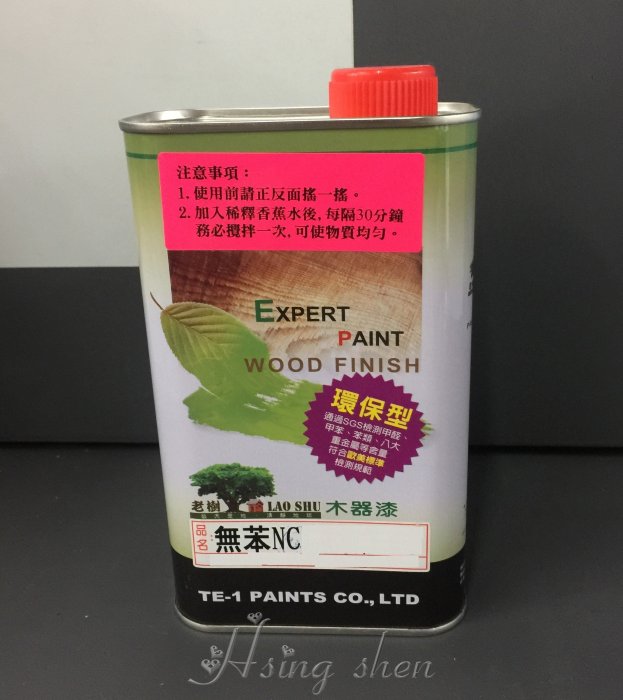 注意事項：
1. 使用前請正反面搖一搖。
2. 加入稀釋香蕉水後, 每隔30分鐘
務必攪拌一次, 可使物質均勻。
EXPERT
PAINT
WOOD FINISH
環保型
通過SGS檢測甲醛、
甲苯、苯類、八大
重金屬等含量
符合歐美標準
檢測規範
老樹 LAO SHU 木器漆
品名 無苯NC
TE-1 PAINTS CO., LTD
Hsing shen